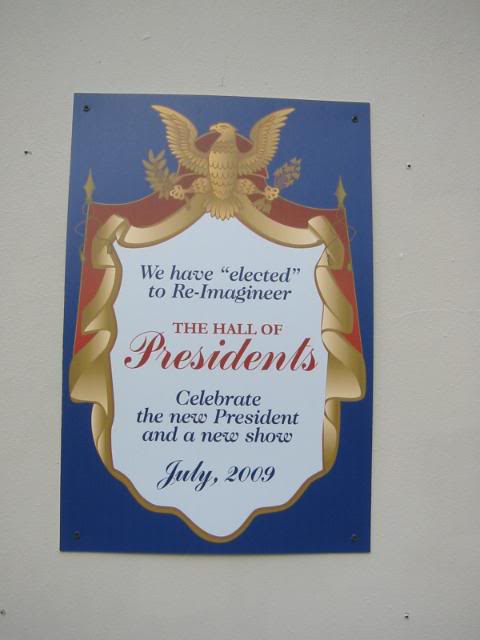 We have “elected”
to Re-Imagineer
THE HALL OF
Presidents
Celebrate
the new President
and a new show
July, 2009